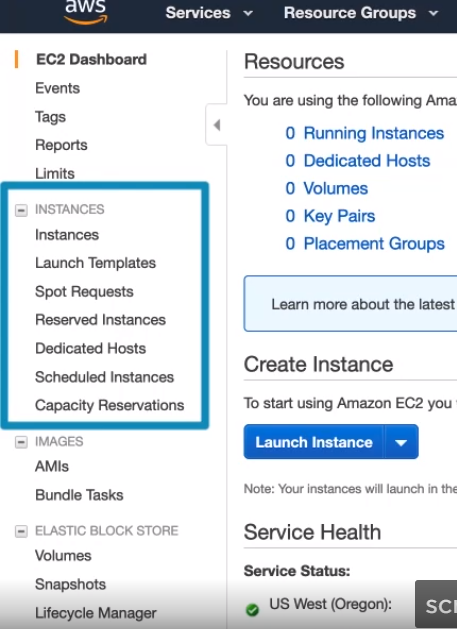 aws
Services
Resource Groups
EC2 Dashboard
Events
Tags
Reports
Limits
INSTANCES
Instances
Launch Templates
Spot Requests
Reserved Instances
Dedicated Hosts
Scheduled Instances
Capacity Reservations
IMAGES
AMIs
Bundle Tasks
ELASTIC BLOCK STORE
Volumes
Snapshots
Lifecycle Manager
Resources
You are using the following Ama
0 Running Instances
0 Dedicated Hosts
0 Volumes
0 Key Pairs
0 Placement Groups
Learn more about the latest
Create Instance
To start using Amazon EC2 you
Launch Instance
Note: Your instances will launch in the
Service Health
Service Status:
US West (Oregon):